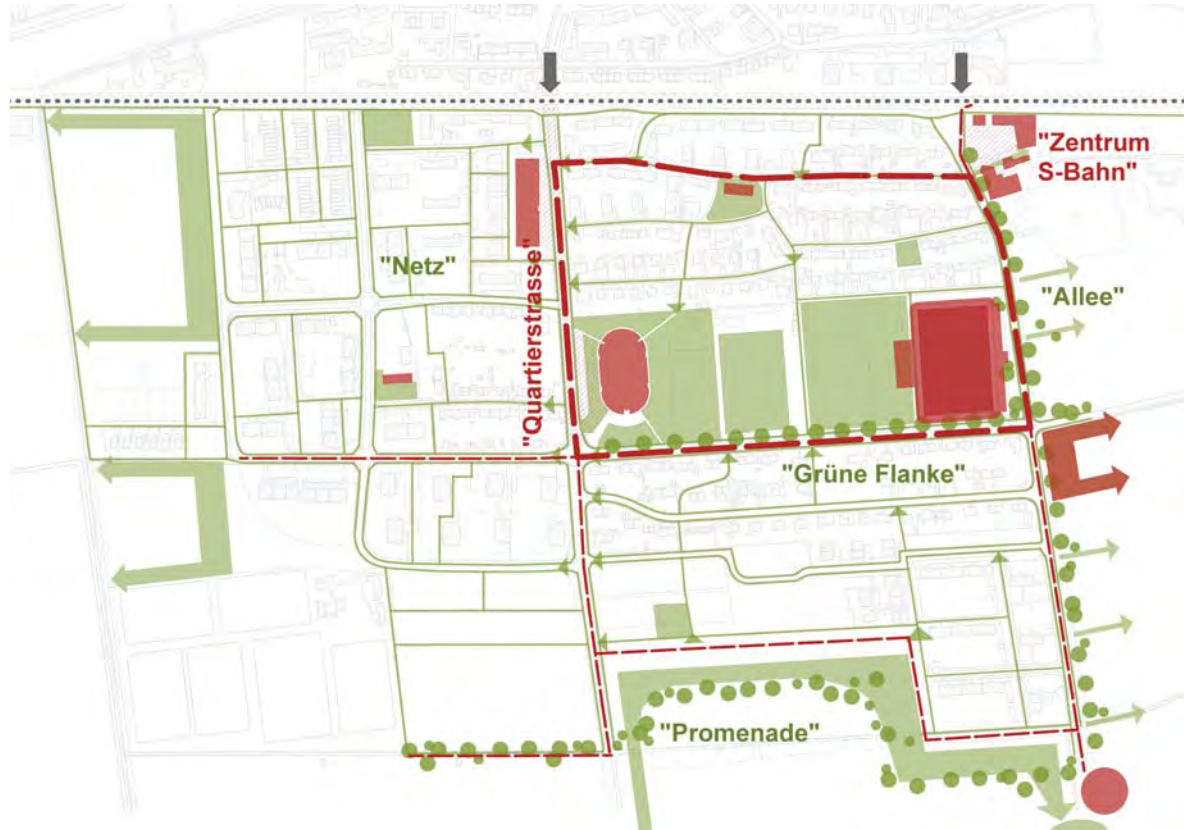 "Zentrum
S-Bahn"
"Netz"
"Quartierstrasse"
"Allee"
"Grüne Flanke"
"Promenade"